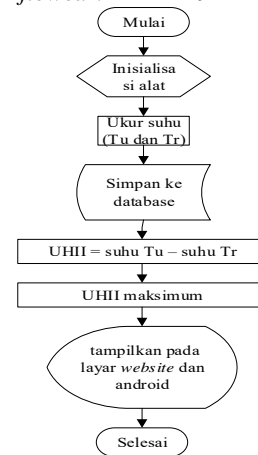 Mulai
Inisialisa
si alat
Ukur suhu
(Tu dan Tr)
Simpan ke
database
UHII = suhu Tu – suhu Tr
UHII maksimum
tampilkan pada
layar website dan
android
Selesai